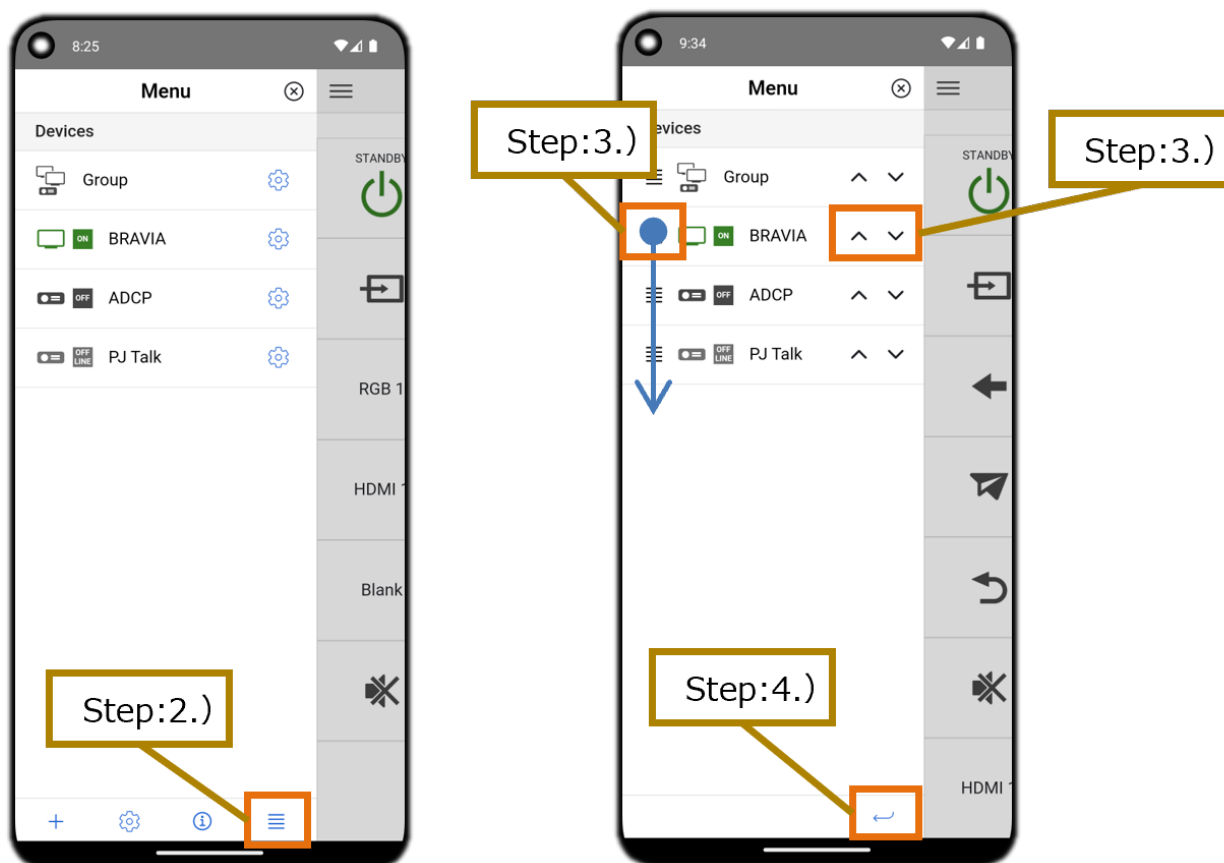 8:25
Menu
Devices
Group
ON BRAVIA
OFF ADCP
OFF LINE PJ Talk
STANDBY
RGB 1
HDMI
Blank
Step:2.)
9:34
Menu
evices
Step:3.)
Step:3.)
Group
ON BRAVIA
OFF ADCP
OFF LINE PJ Talk
STANDBY
Step:4.)
HDMI